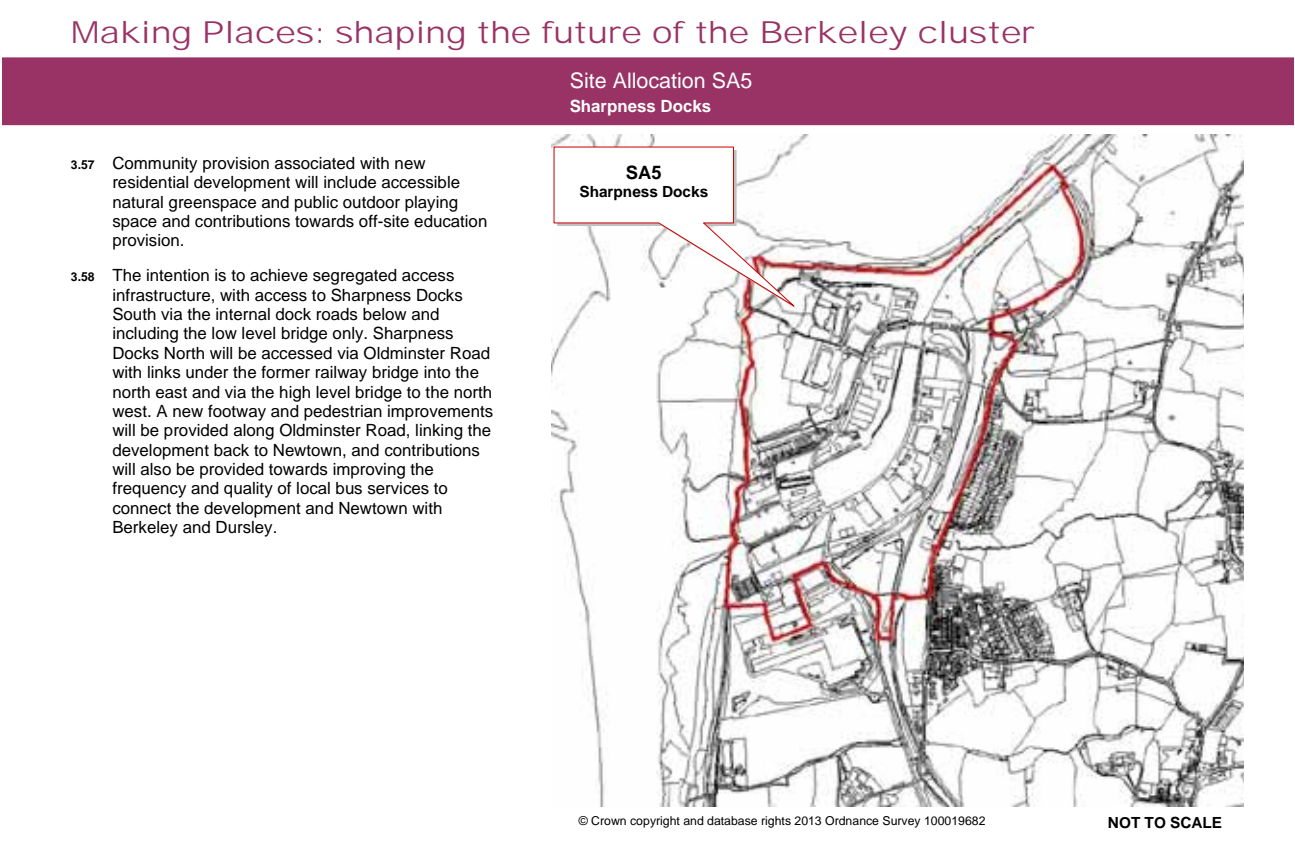 Making Places: shaping the future of the Berkeley cluster
Site Allocation SA5
Sharpness Docks
3.57 Community provision associated with new
residential development will include accessible
natural greenspace and public outdoor playing
space and contributions towards off-site education
provision.
3.58 The intention is to achieve segregated access
infrastructure, with access to Sharpness Docks
South via the internal dock roads below and
including the low level bridge only. Sharpness
Docks North will be accessed via Oldminster Road
with links under the former railway bridge into the
north east and via the high level bridge to the north
west. A new footway and pedestrian improvements
will be provided along Oldminster Road, linking the
development back to Newtown, and contributions
will also be provided towards improving the
frequency and quality of local bus services to
connect the development and Newtown with
Berkeley and Dursley.
SA5
Sharpness Docks
© Crown copyright and database rights 2013 Ordnance Survey 100019682
NOT TO SCALE